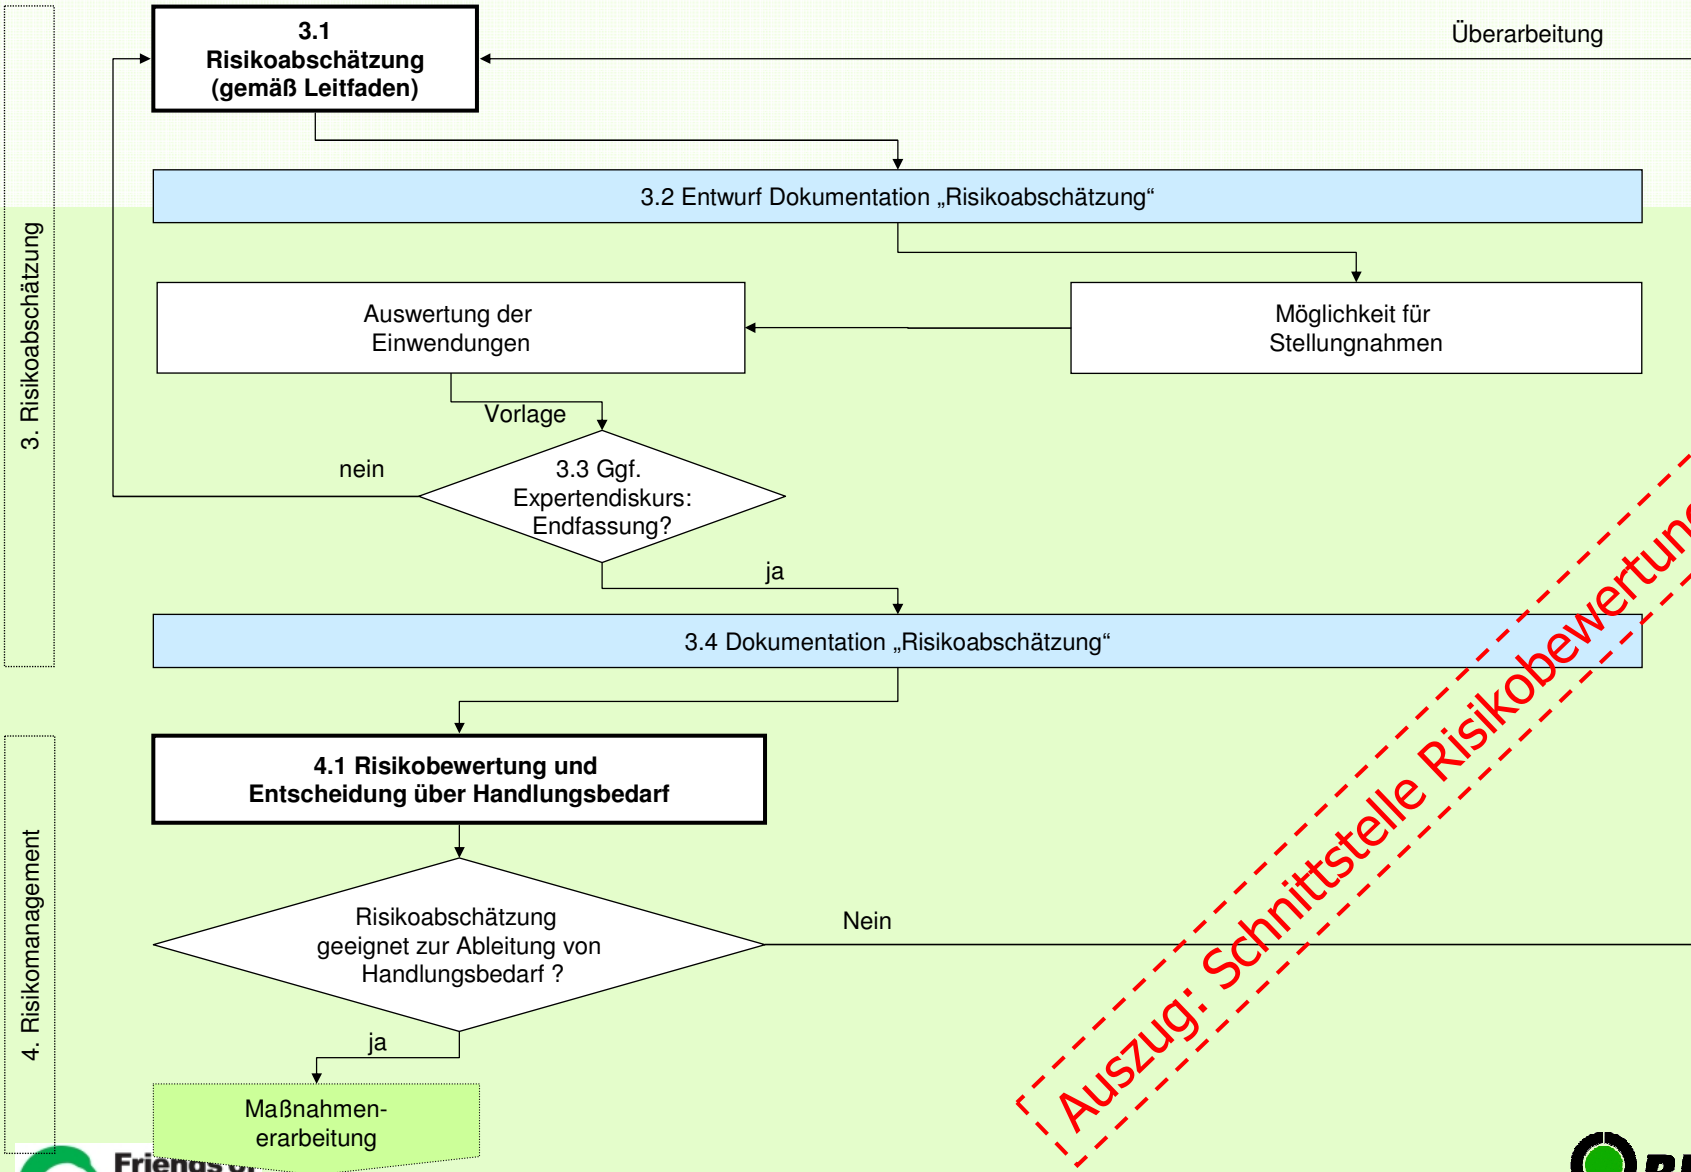 3.1
Risikoabschätzung
(gemäß Leitfaden)
Überarbeitung
3.2 Entwurf Dokumentation „Risikoabschätzung“
3. Risikoabschätzung
Auswertung der
Einwendungen
Möglichkeit für
Stellungnahmen
Vorlage
nein
3.3 Ggf.
Expertendiskurs:
Endfassung?
ja
3.4 Dokumentation „Risikoabschätzung“
4.1 Risikobewertung und
Entscheidung über Handlungsbedarf
4. Risikomanagement
Risikoabschätzung
geeignet zur Ableitung von
Handlungsbedarf ?
Nein
ja
Maßnahmen-
erarbeitung
Auszug: Schnittstelle Risikobewertung
Friends of